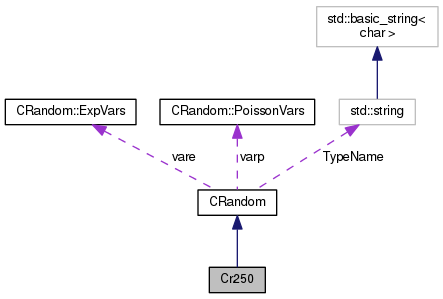 std::basic_string<
char >
CRandom::ExpVars
CRandom::PoissonVars
std::string
vare
varp
TypeName
CRandom
Cr250